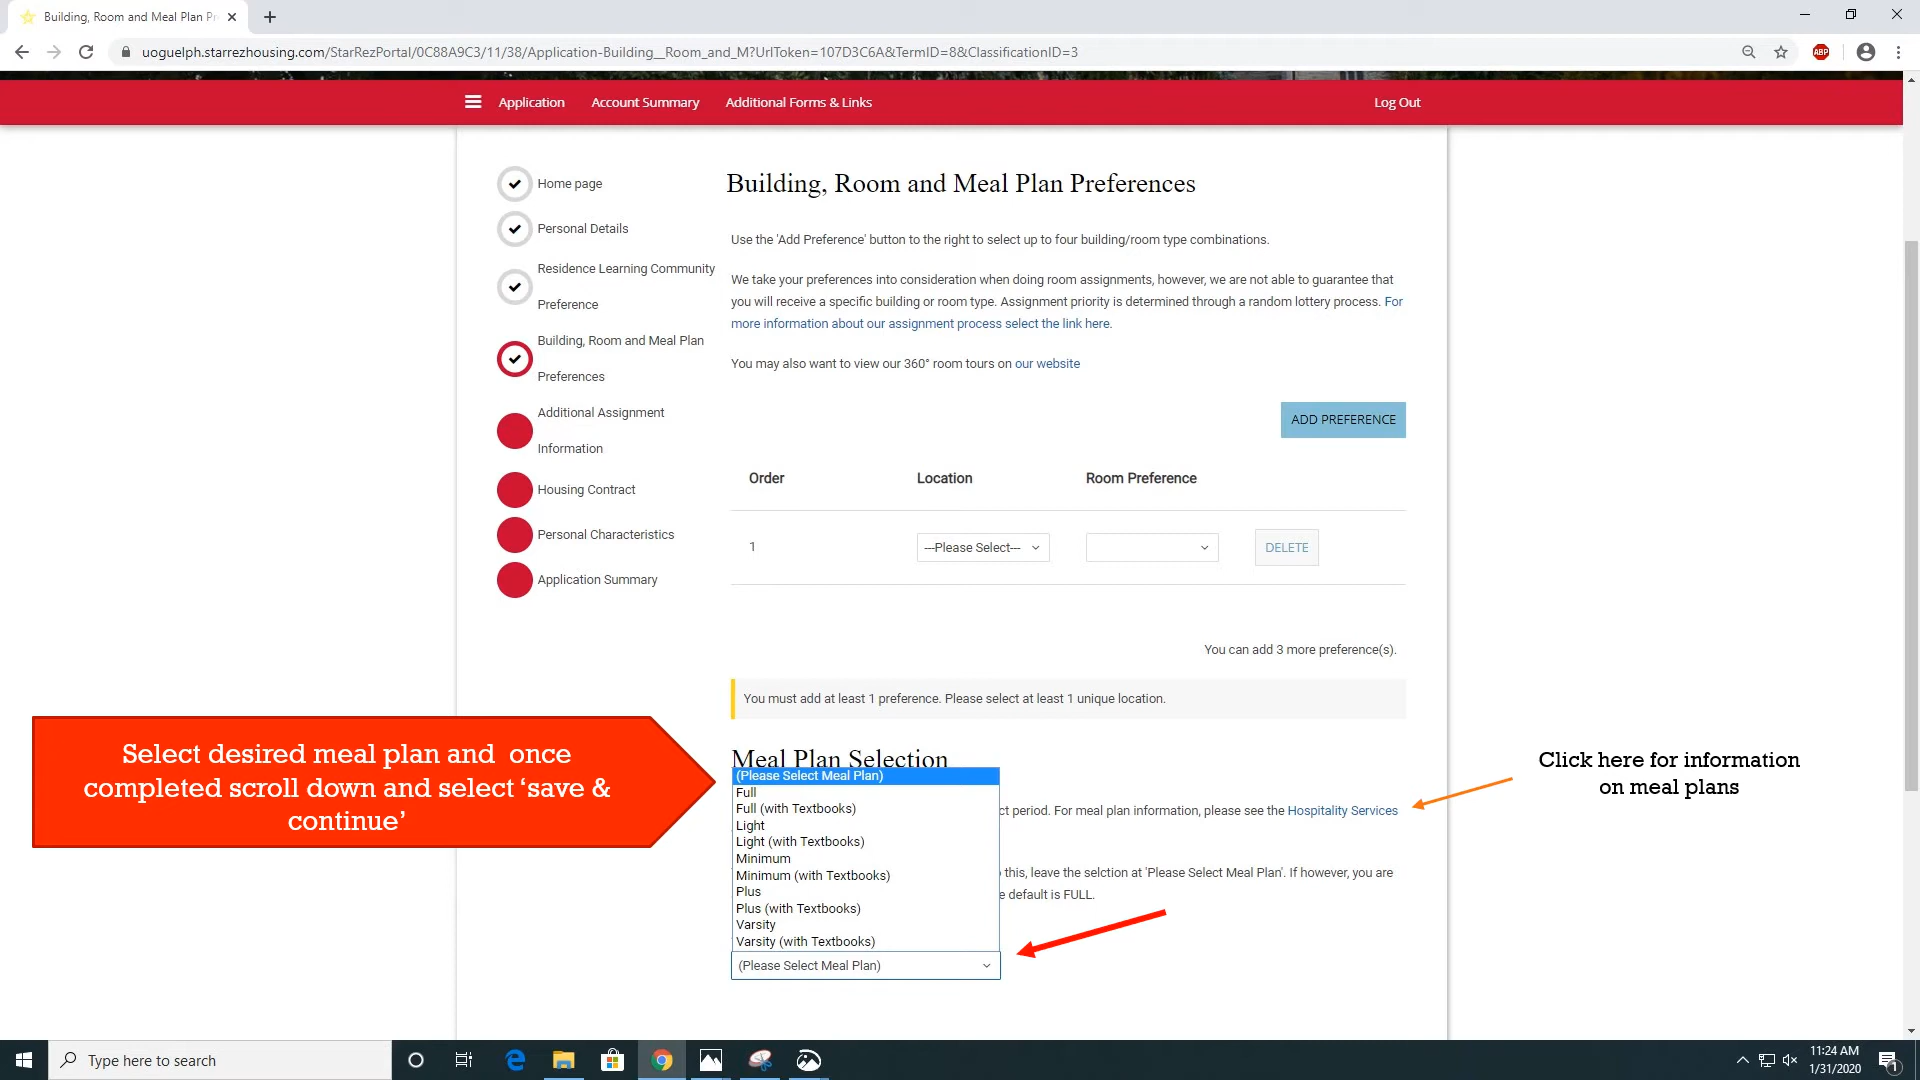 Building, Room and Meal Plan Pr
uoguelph.starrezhousing.com/StarRezPortal/0C88A9C3/11/38/Application-Building__Room_and_M?UrlToken=107D3C6A&TermID=8&ClassificationID=3
ABP
Application
Account Summary
Additional Forms & Links
Log Out
Home page
Personal Details
Residence Learning Community
Preference
Building, Room and Meal Plan
Preferences
Additional Assignment
Information
Housing Contract
Personal Characteristics
Application Summary
Building, Room and Meal Plan Preferences
Use the 'Add Preference' button to the right to select up to four building/room type combinations.
We take your preferences into consideration when doing room assignments, however, we are not able to guarantee that
you will receive a specific building or room type. Assignment priority is determined through a random lottery process. For
more information about our assignment process select the link here.
You may also want to view our 360° room tours on our website
ADD PREFERENCE
Order
Location
Room Preference
1
---Please Select---
DELETE
You can add 3 more preference(s).
You must add at least 1 preference. Please select at least 1 unique location.
Select desired meal plan and once
completed scroll down and select ‘save &
continue’
Meal Plan Selection
(Please Select Meal Plan)
Full
Full (with Textbooks)
Light
Light (with Textbooks)
Minimum
Minimum (with Textbooks)
Plus
Plus (with Textbooks)
Varsity
Varsity (with Textbooks)
(Please Select Meal Plan)
ct period. For meal plan information, please see the Hospitality Services
this, leave the selction at 'Please Select Meal Plan'. If however, you are
e default is FULL.
Click here for information
on meal plans
Type here to search
11:24 AM
1/31/2020
1